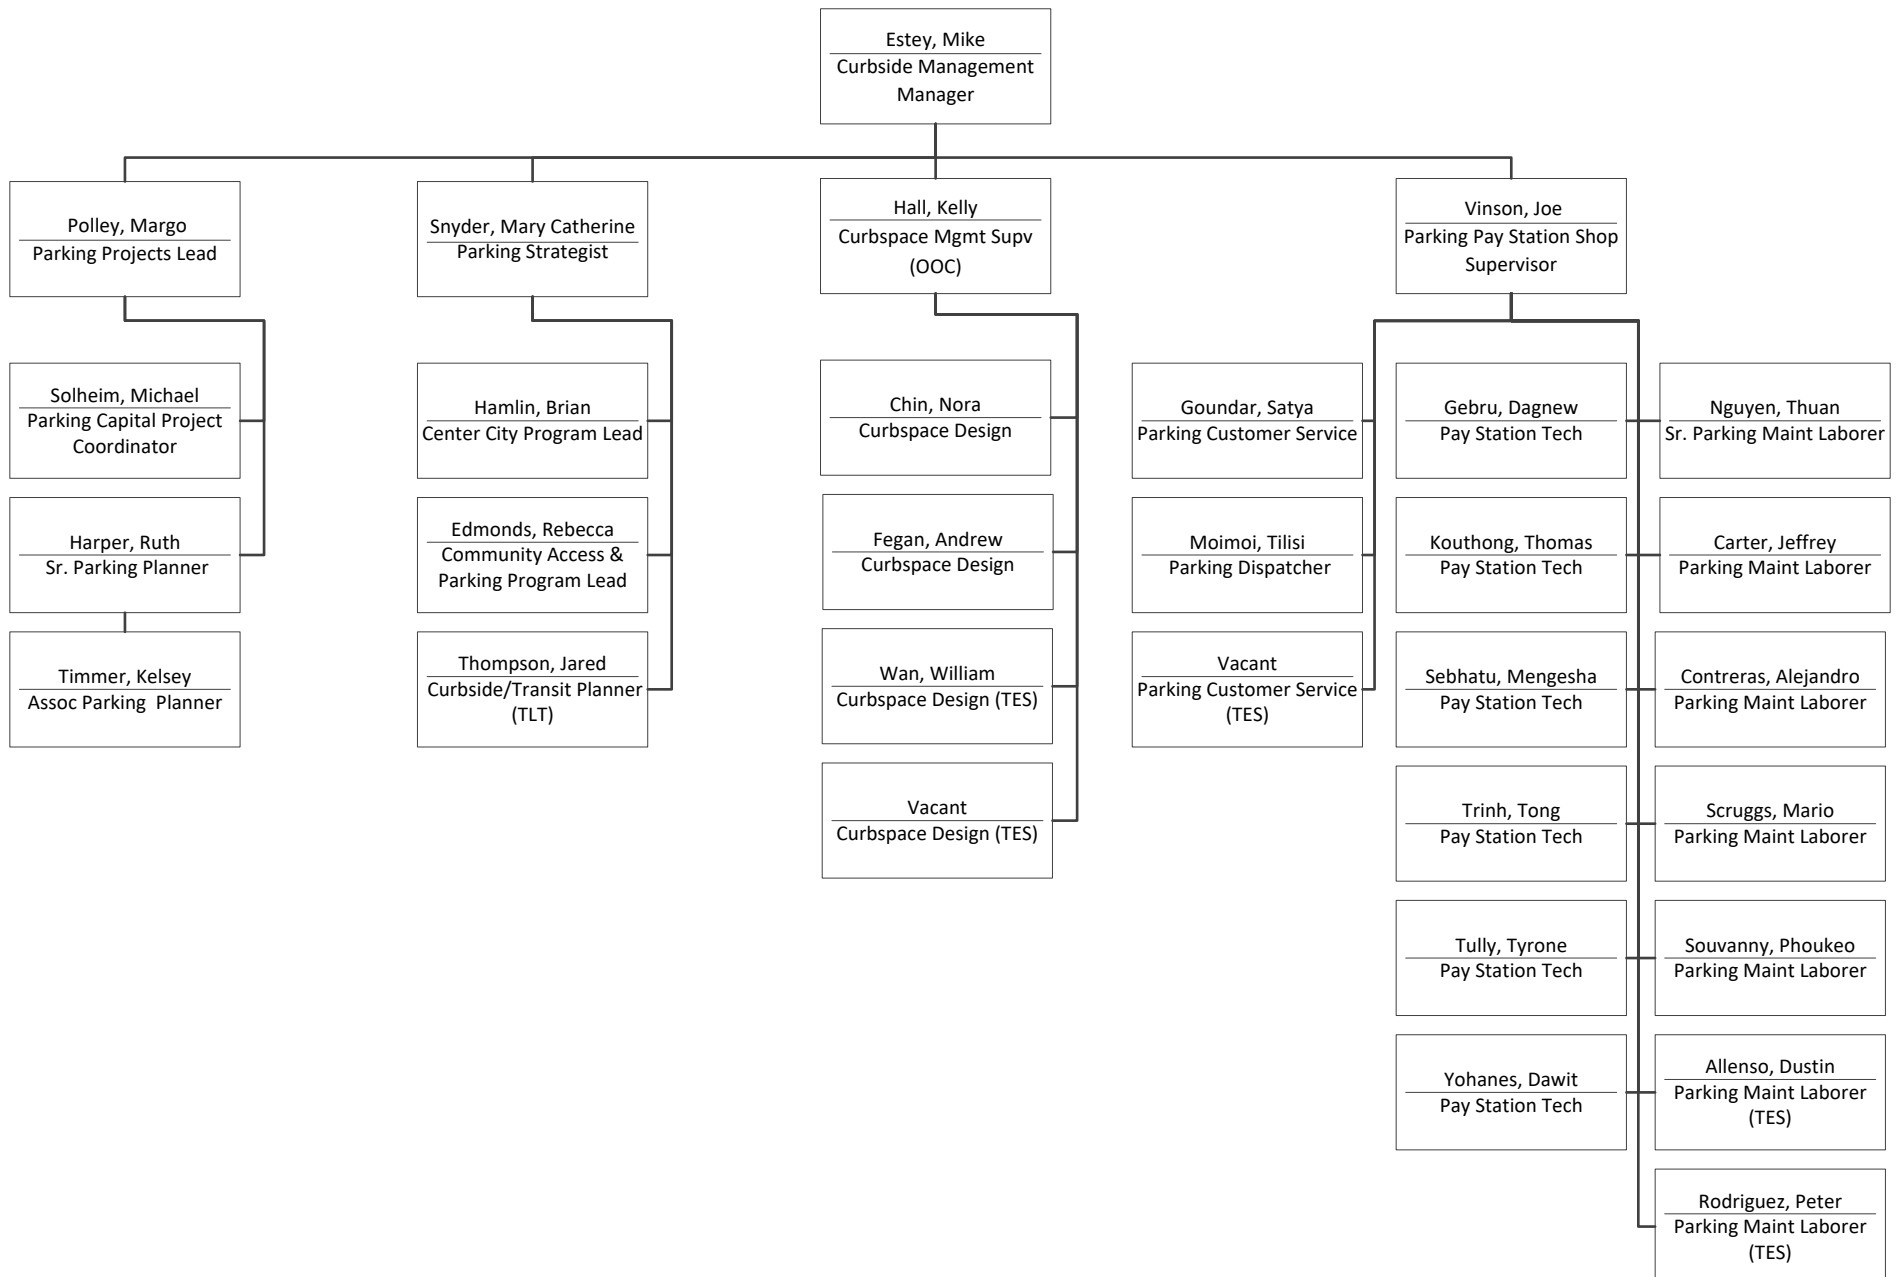 Estey, Mike
Curbside Management
Manager
Polley, Margo
Parking Projects Lead
Snyder, Mary Catherine
Parking Strategist
Hall, Kelly
Curbspace Mgmt Supv
(OOC)
Vinson, Joe
Parking Pay Station Shop
Supervisor
Solheim, Michael
Parking Capital Project
Coordinator
Harper, Ruth
Sr. Parking Planner
Timmer, Kelsey
Assoc Parking  Planner
Hamlin, Brian
Center City Program Lead
Edmonds, Rebecca
Community Access &
Parking Program Lead
Thompson, Jared
Curbside/Transit Planner
(TLT)
Chin, Nora
Curbspace Design
Fegan, Andrew
Curbspace Design
Wan, William
Curbspace Design (TES)
Vacant
Curbspace Design (TES)
Goundar, Satya
Parking Customer Service
Moimoi, Tilisi
Parking Dispatcher
Vacant
Parking Customer Service
(TES)
Gebru, Dagnew
Pay Station Tech
Kouthong, Thomas
Pay Station Tech
Sebhatu, Mengesha
Pay Station Tech
Trinh, Tong
Pay Station Tech
Tully, Tyrone
Pay Station Tech
Yohanes, Dawit
Pay Station Tech
Nguyen, Thuan
Sr. Parking Maint Laborer
Carter, Jeffrey
Parking Maint Laborer
Contreras, Alejandro
Parking Maint Laborer
Scruggs, Mario
Parking Maint Laborer
Souvanny, Phoukeo
Parking Maint Laborer
Allenso, Dustin
Parking Maint Laborer
(TES)
Rodriguez, Peter
Parking Maint Laborer
(TES)